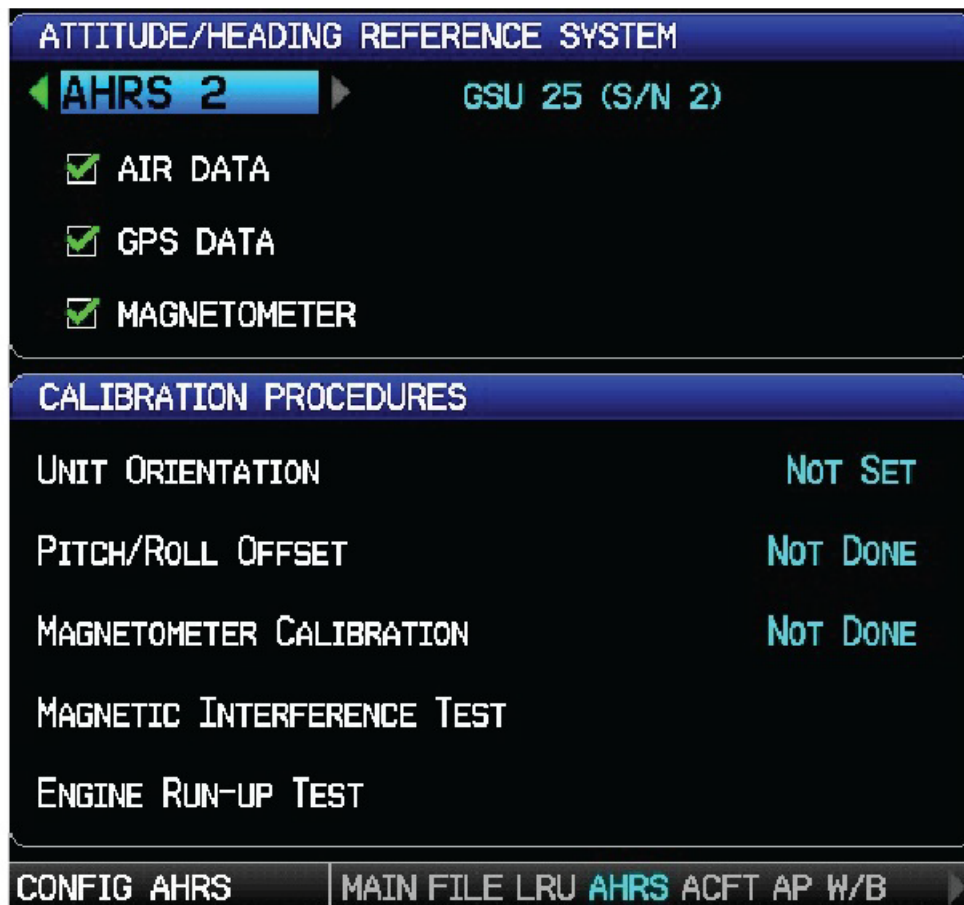 ATTITUDE/HEADING REFERENCE SYSTEM
AHRS 2 GSU 25 (S/N 2)
AIR DATA
GPS DATA
MAGNETOMETER
CALIBRATION PROCEDURES
UNIT ORIENTATION NOT SET
PITCH/ROLL OFFSET NOT DONE
MAGNETOMETER CALIBRATION NOT DONE
MAGNETIC INTERFERENCE TEST
ENGINE RUN-UP TEST
CONFIG AHRS MAIN FILE LRU AHRS ACFT AP W/B